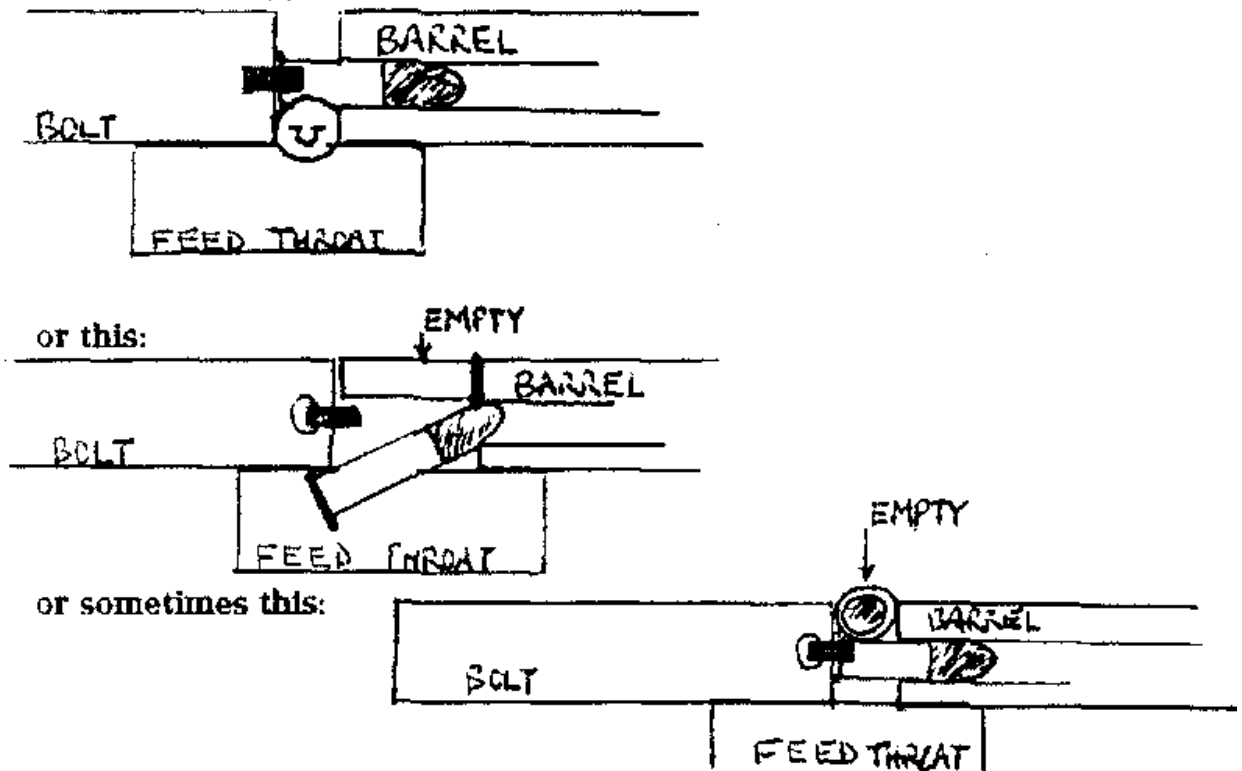 BARREL
BOLT
FEED THROAT
or this:
EMPTY
BARREL
BOLT
FEED THROAT
or sometimes this:
EMPTY
BARREL
BOLT
FEED THROAT